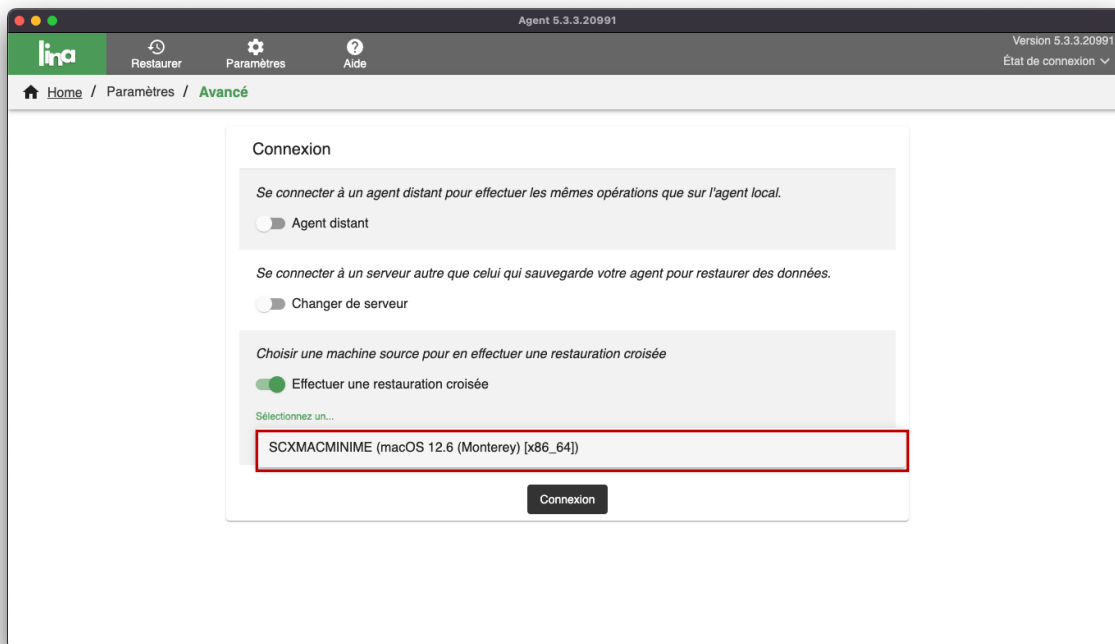 Agent 5.3.3.20991
lina
Restaurer
Paramètres
Aide
Version 5.3.3.20991
État de connexion
Home / Paramètres / Avancé
Connexion
Se connecter à un agent distant pour effectuer les mêmes opérations que sur l'agent local.
Agent distant
Se connecter à un serveur autre que celui qui sauvegarde votre agent pour restaurer des données.
Changer de serveur
Choisir une machine source pour en effectuer une restauration croisée
Effectuer une restauration croisée
Sélectionnez un...
SCXMACMINIME (macOS 12.6 (Monterey) [x86_64])
Connexion